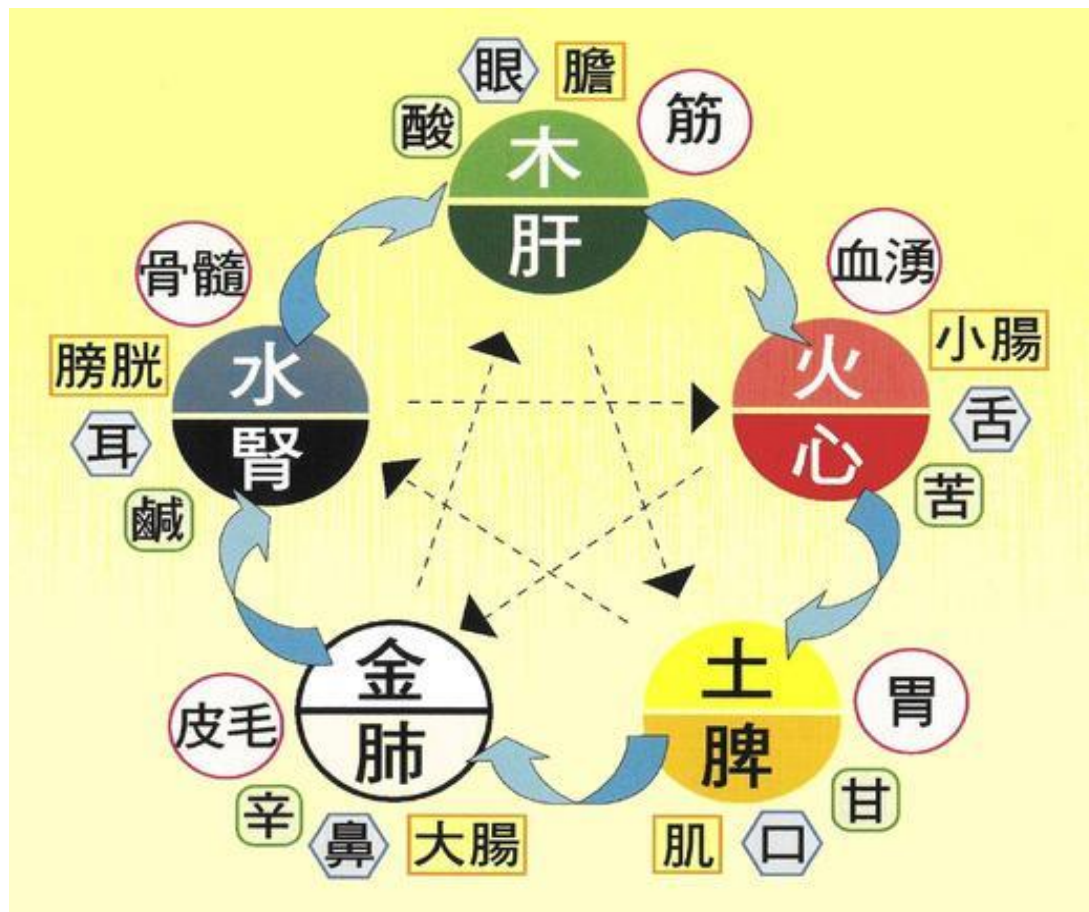 眼
膽
酸
筋
木
肝
血湧
小腸
火
心
舌
苦
土
脾
胃
甘
口
肌
金
肺
大腸
鼻
辛
皮毛
水
腎
骨髓
膀胱
耳
鹹